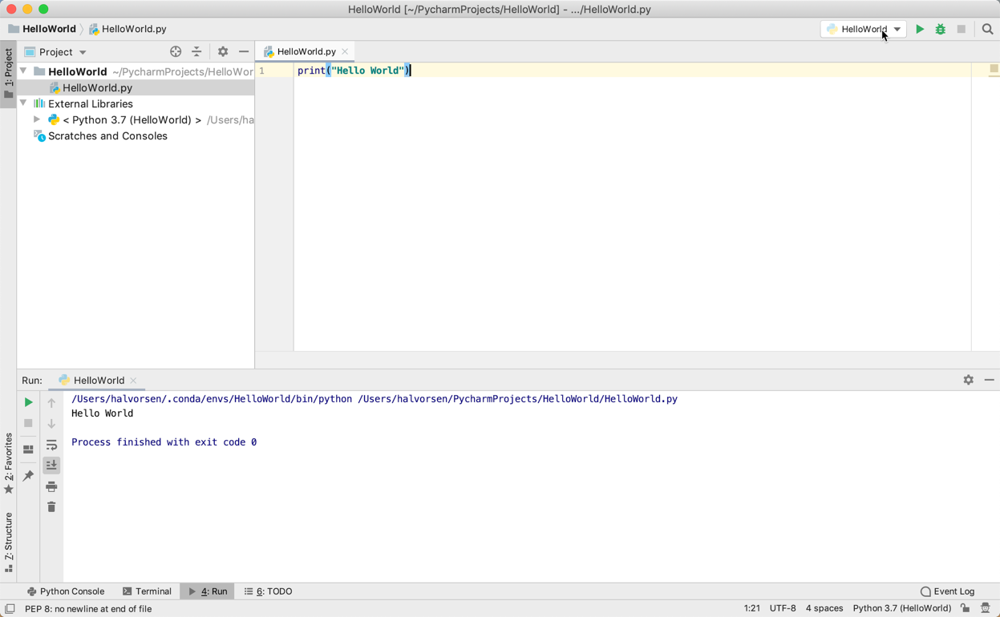 HelloWorld [~/PycharmProjects/HelloWorld] - .../HelloWorld.py
HelloWorld
HelloWorld.py
HelloWorld
1: Project
Project
HelloWorld ~/PycharmProjects/HelloWor
HelloWorld.py
External Libraries
< Python 3.7 (HelloWorld) > /Users/ha
Scratches and Consoles
HelloWorld.py
1 print("Hello World")
Run: HelloWorld
/Users/halvorsen/.conda/envs/HelloWorld/bin/python /Users/halvorsen/PycharmProjects/HelloWorld/HelloWorld.py
Hello World
Process finished with exit code 0
2: Favorites
7: Structure
Python Console
Terminal
4: Run
6: TODO
Event Log
PEP 8: no newline at end of file
1:21 UTF-8 4 spaces Python 3.7 (HelloWorld)